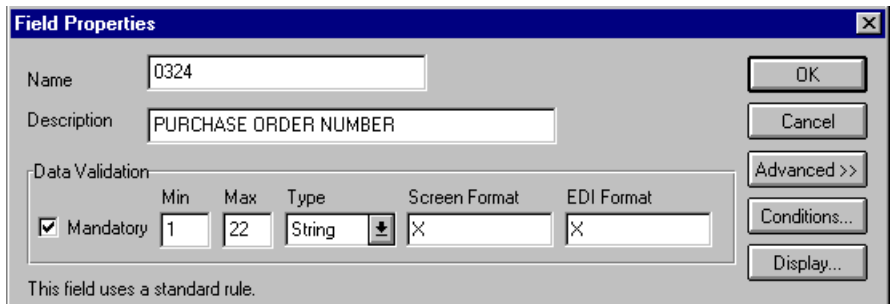 Field Properties
Name 0324 OK
Description PURCHASE ORDER NUMBER Cancel
Data Validation Advanced >>
Min Max Type Screen Format EDI Format
Mandatory 1 22 String X X Conditions...
Display...
This field uses a standard rule.